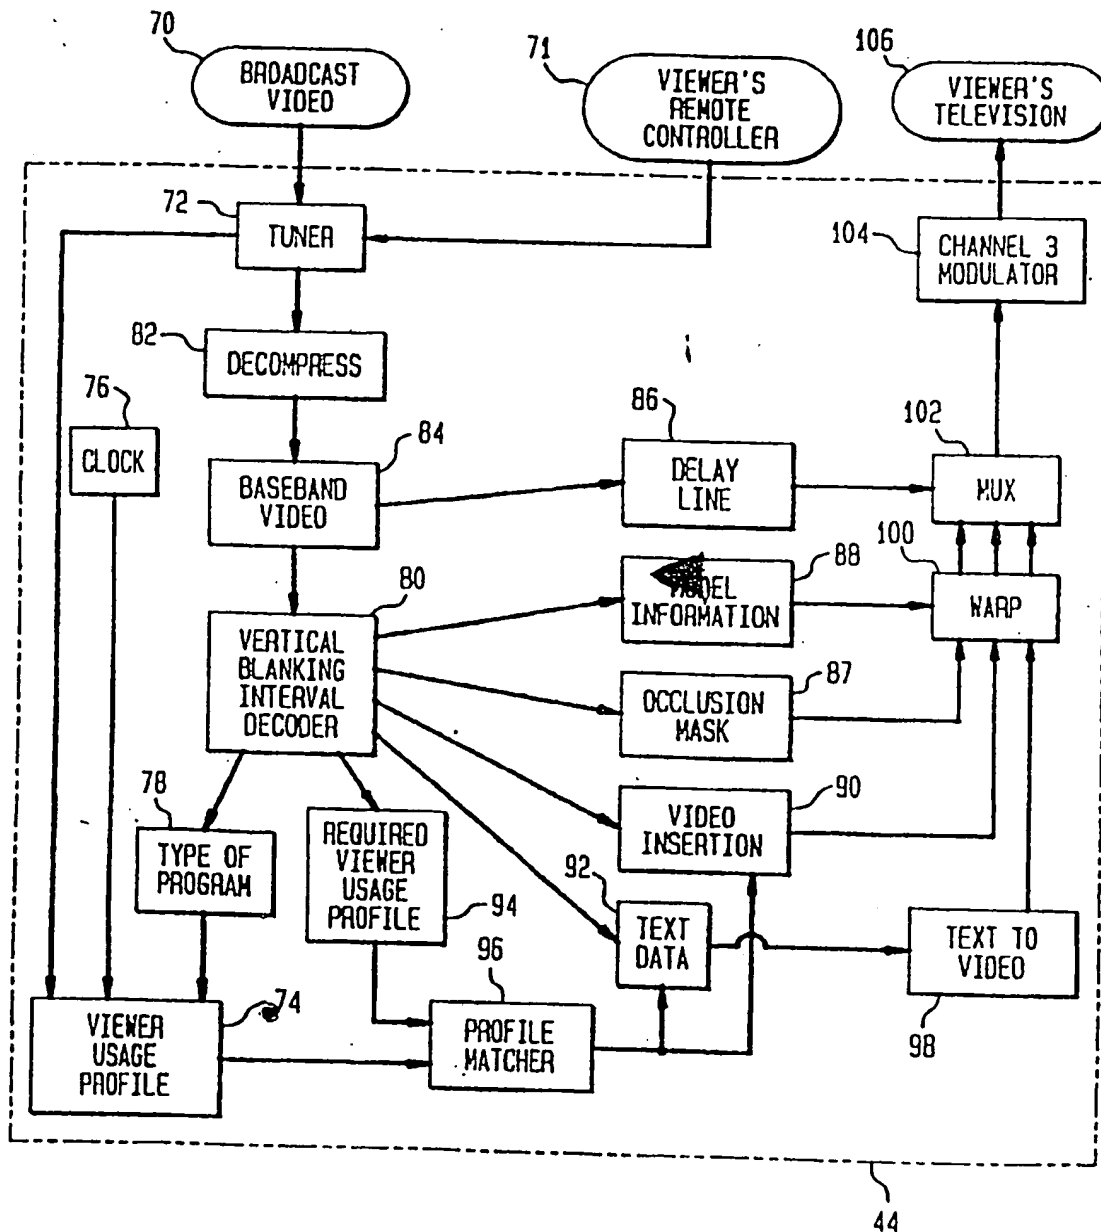 70
BROADCAST
VIDEO
71
VIEWER'S
REMOTE
CONTROLLER
106
VIEWER'S
TELEVISION
72
TUNER
104
CHANNEL 3
MODULATOR
82
DECOMPRESS
76
CLOCK
84
BASEBAND
VIDEO
86
DELAY
LINE
102
MUX
80
VERTICAL
BLANKING
INTERVAL
DECODER
88
MODEL
INFORMATION
100
WARP
87
OCCLUSION
MASK
78
TYPE OF
PROGRAM
REQUIRED
VIEWER
USAGE
PROFILE
94
90
VIDEO
INSERTION
92
TEXT
DATA
TEXT TO
VIDEO
98
74
VIEWER
USAGE
PROFILE
96
PROFILE
MATCHER
44